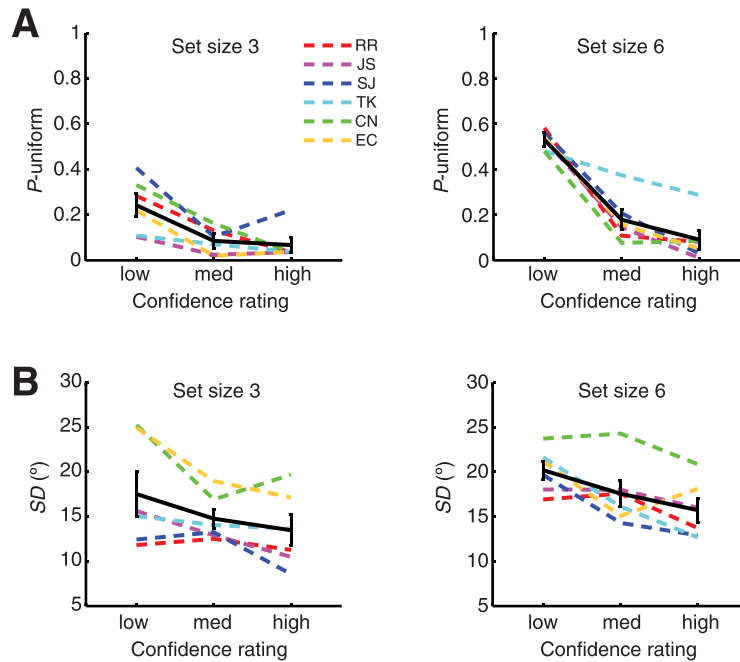 A
Set size 3
Set size 6
RR
JS
SJ
TK
CN
EC
P-uniform
1
0.8
0.6
0.4
0.2
0
low med high
Confidence rating
P-uniform
1
0.8
0.6
0.4
0.2
0
low med high
Confidence rating
B
Set size 3
Set size 6
SD (°)
30
25
20
15
10
5
low med high
Confidence rating
SD (°)
30
25
20
15
10
5
low med high
Confidence rating